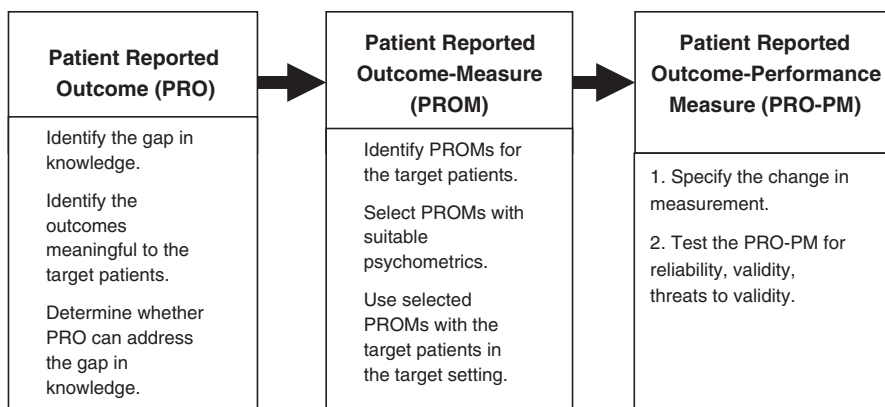 Patient Reported
Outcome (PRO)
Identify the gap in
knowledge.
Identify the
outcomes
meaningful to the
target patients.
Determine whether
PRO can address
the gap in
knowledge.
Patient Reported
Outcome-Measure
(PROM)
Identify PROMs for
the target patients.
Select PROMs with
suitable
psychometrics.
Use selected
PROMs with the
target patients in
the target setting.
Patient Reported
Outcome-Performance
Measure (PRO-PM)
1. Specify the change in
measurement.
2. Test the PRO-PM for
reliability, validity,
threats to validity.